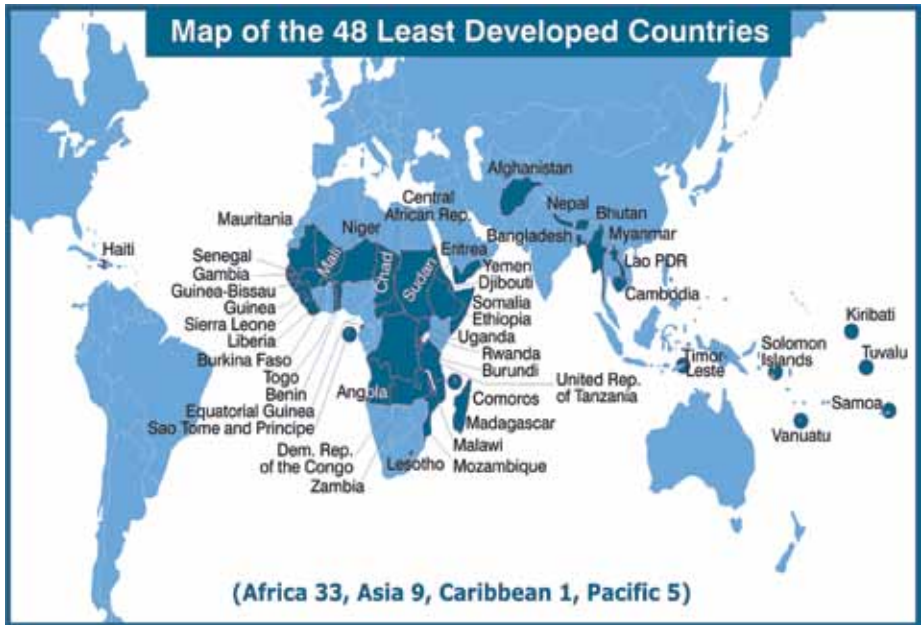 Map of the 48 Least Developed Countries
Afghanistan
Nepal
Bhutan
Bangladesh
Myanmar
Lao PDR
Cambodia
Central
African Rep.
Mauritania
Niger
Mali
Chad
Sudan
Eritrea
Yemen
Djibouti
Somalia
Ethiopia
Uganda
Rwanda
Burundi
United Rep.
of Tanzania
Haiti
Senegal
Gambia
Guinea-Bissau
Guinea
Sierra Leone
Liberia
Burkina Faso
Togo
Benin
Equatorial Guinea
Sao Tome and Principe
Angola
Dem. Rep.
of the Congo
Zambia
Lesotho
Comoros
Madagascar
Malawi
Mozambique
Timor
Leste
Solomon
Islands
Kiribati
Tuvalu
Samoa
Vanuatu
(Africa 33, Asia 9, Caribbean 1, Pacific 5)